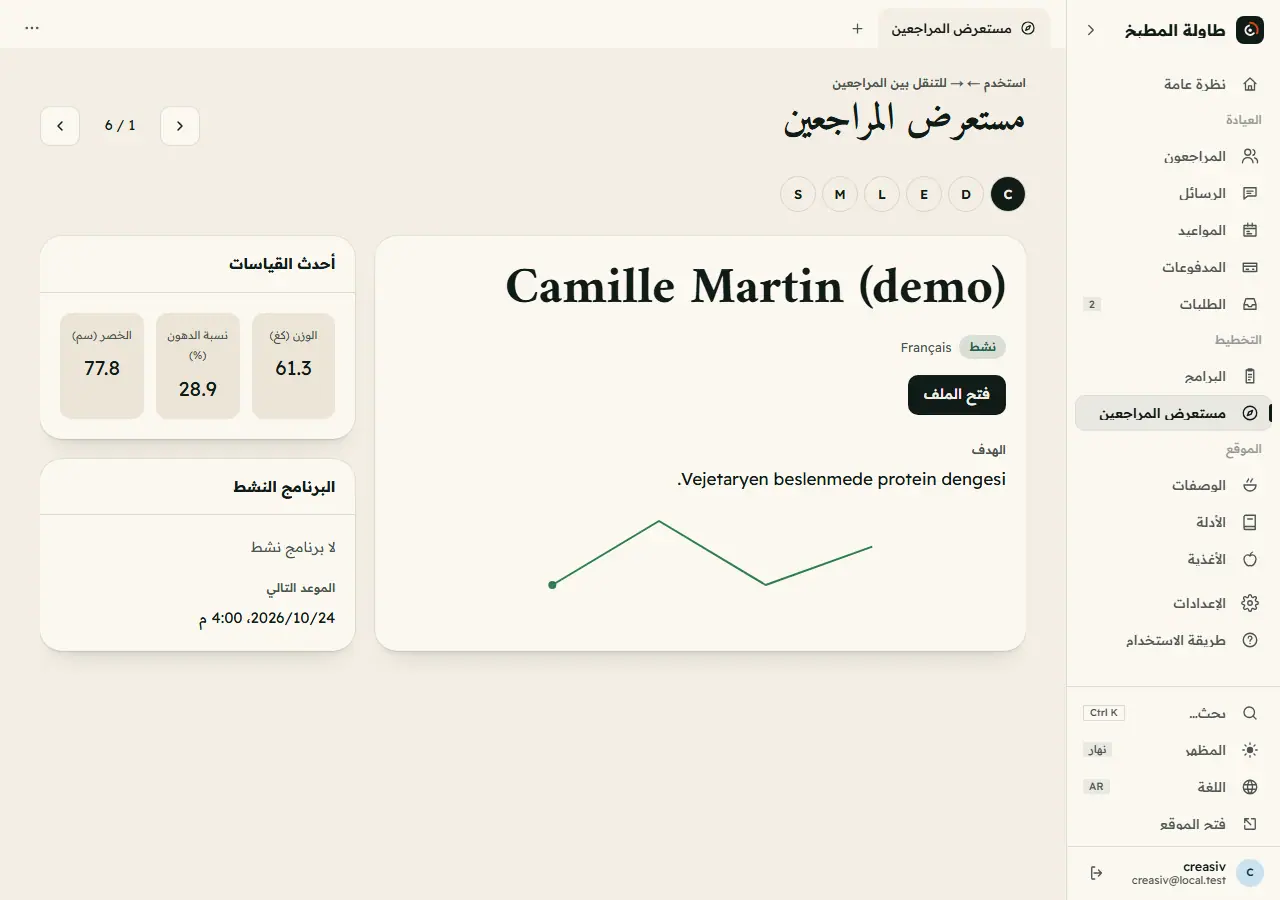 طاولة المطبخ
نظرة عامة
العيادة
المراجعون
الرسائل
المواعيد
المدفوعات
الطلبات
2
التخطيط
البرامج
مستعرض المراجعين
الموقع
الوصفات
الأدلة
الأغذية
الإعدادات
طريقة الاستخدام
بحث...
Ctrl K
المظهر
نهار
اللغة
AR
فتح الموقع
C
creasiv
creasiv@local.test
مستعرض المراجعين
+
...
استخدم ← → للتنقل بين المراجعين
مستعرض المراجعين
6 / 1
C D E L M S
Camille Martin (demo)
نشط
Français
فتح الملف
الهدف
Vejetaryen beslenmede protein dengesi.
أحدث القياسات
الوزن (كغ)
61.3
نسبة الدهون
(%)
28.9
الخصر (سم)
77.8
البرنامج النشط
لا برنامج نشط
الموعد التالي
2026/10/24، 4:00 م